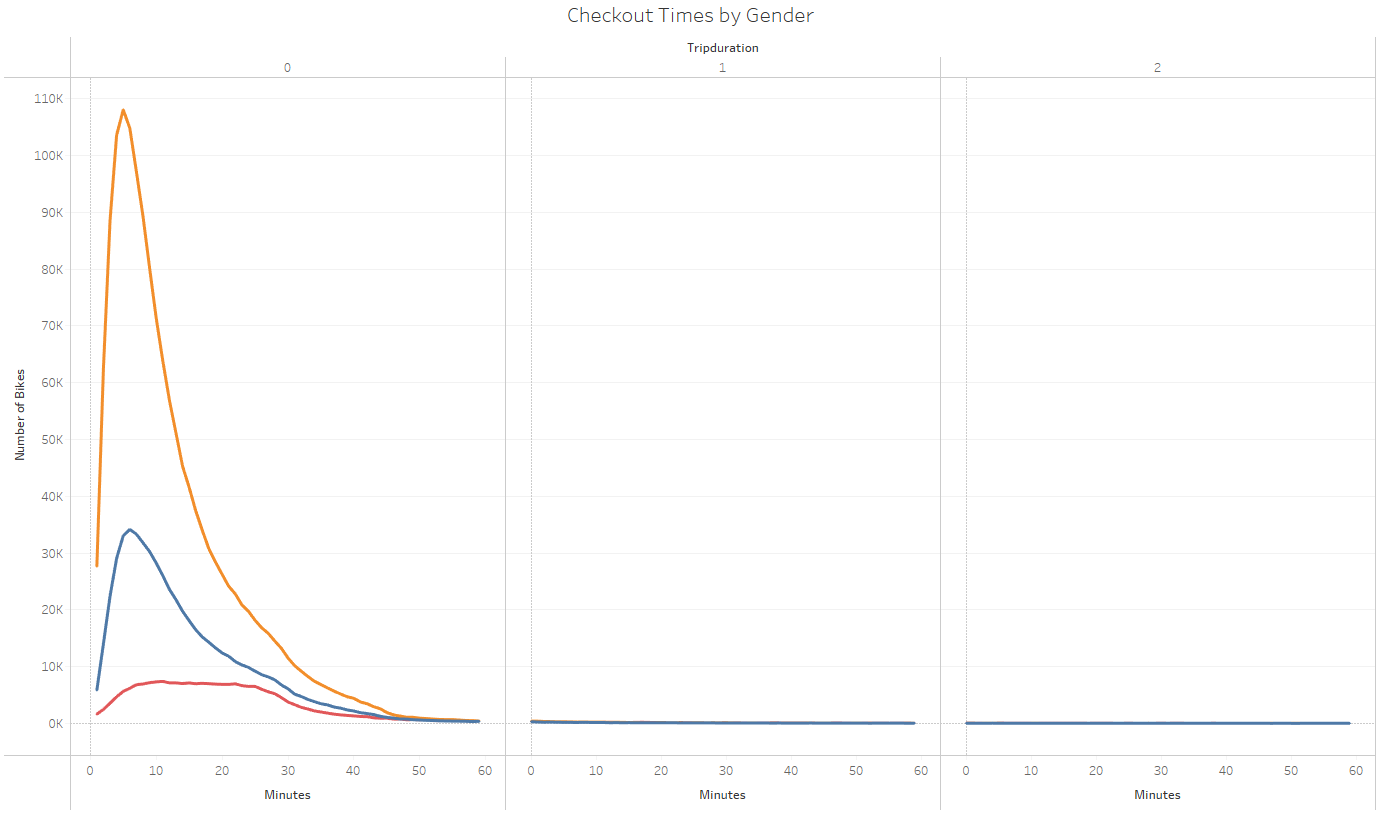 Checkout Times by Gender
Tripduration
0 1 2
110K
100K
90K
80K
70K
60K
50K
40K
30K
20K
10K
0K
Number of Bikes
0 10 20 30 40 50 60 0 10 20 30 40 50 60 0 10 20 30 40 50 60
Minutes Minutes Minutes